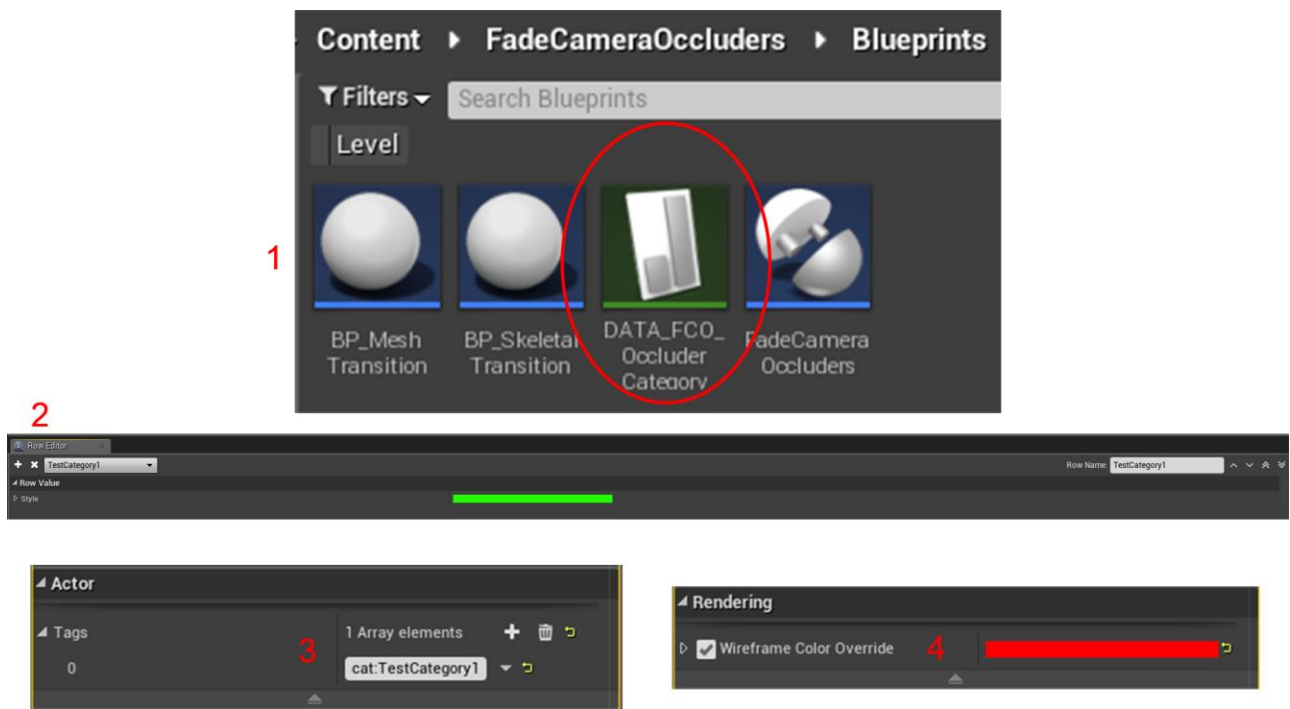 Content ▸ FadeCameraOccluders ▸ Blueprints
Filters
Search Blueprints
Level
1
BP_Mesh
Transition
BP_Skeletal
Transition
DATA_FCO_
Occluder
Category
FadeCamera
Occluders
2
Row Editor
TestCategory1
Row Name: TestCategory1
Row Value
Style
Actor
Tags
1 Array elements
3
0
cat:TestCategory1
Rendering
Wireframe Color Override
4